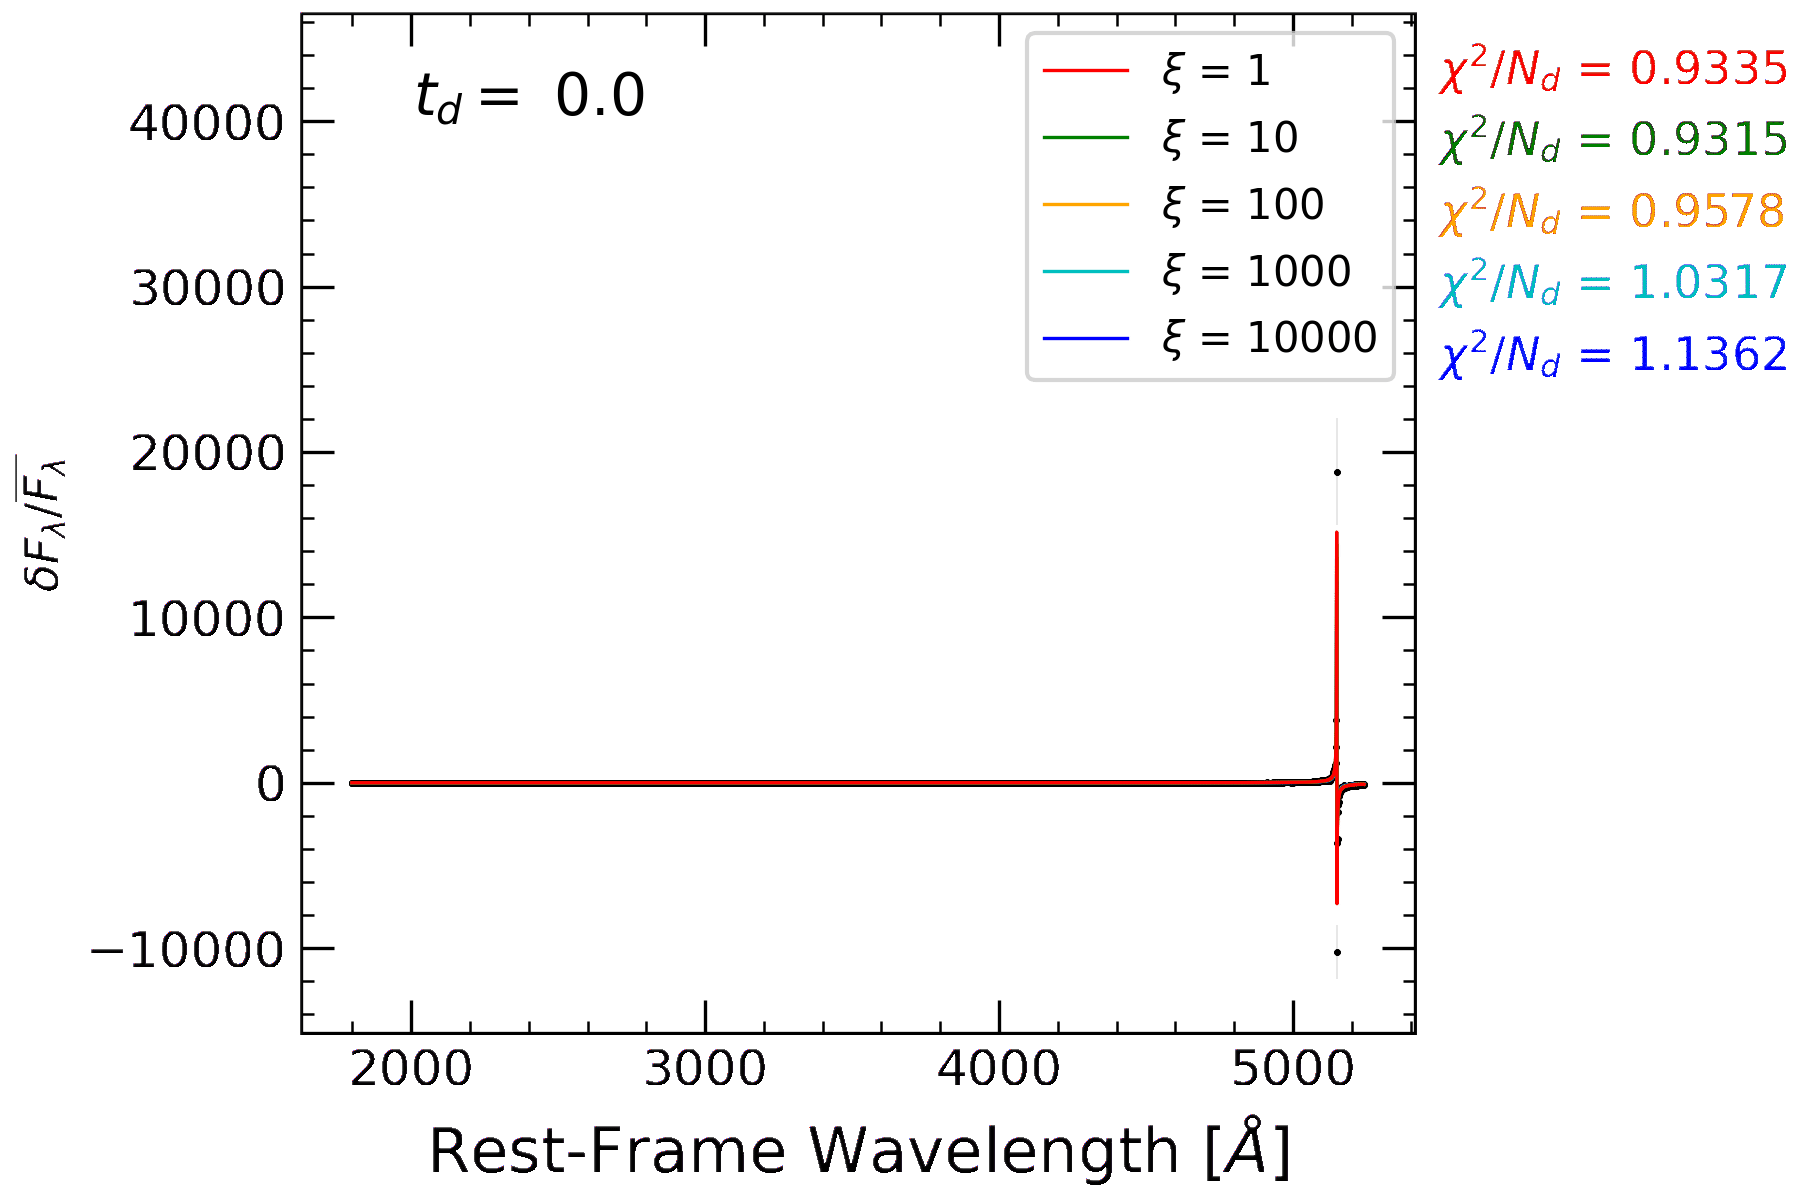 t_d = 0.0
ξ = 1
ξ = 10
ξ = 100
ξ = 1000
ξ = 10000
χ²/N_d = 0.9335
χ²/N_d = 0.9315
χ²/N_d = 0.9578
χ²/N_d = 1.0317
χ²/N_d = 1.1362
40000
30000
20000
10000
0
−10000
δF_λ/F̅_λ
2000
3000
4000
5000
Rest-Frame Wavelength [Å]